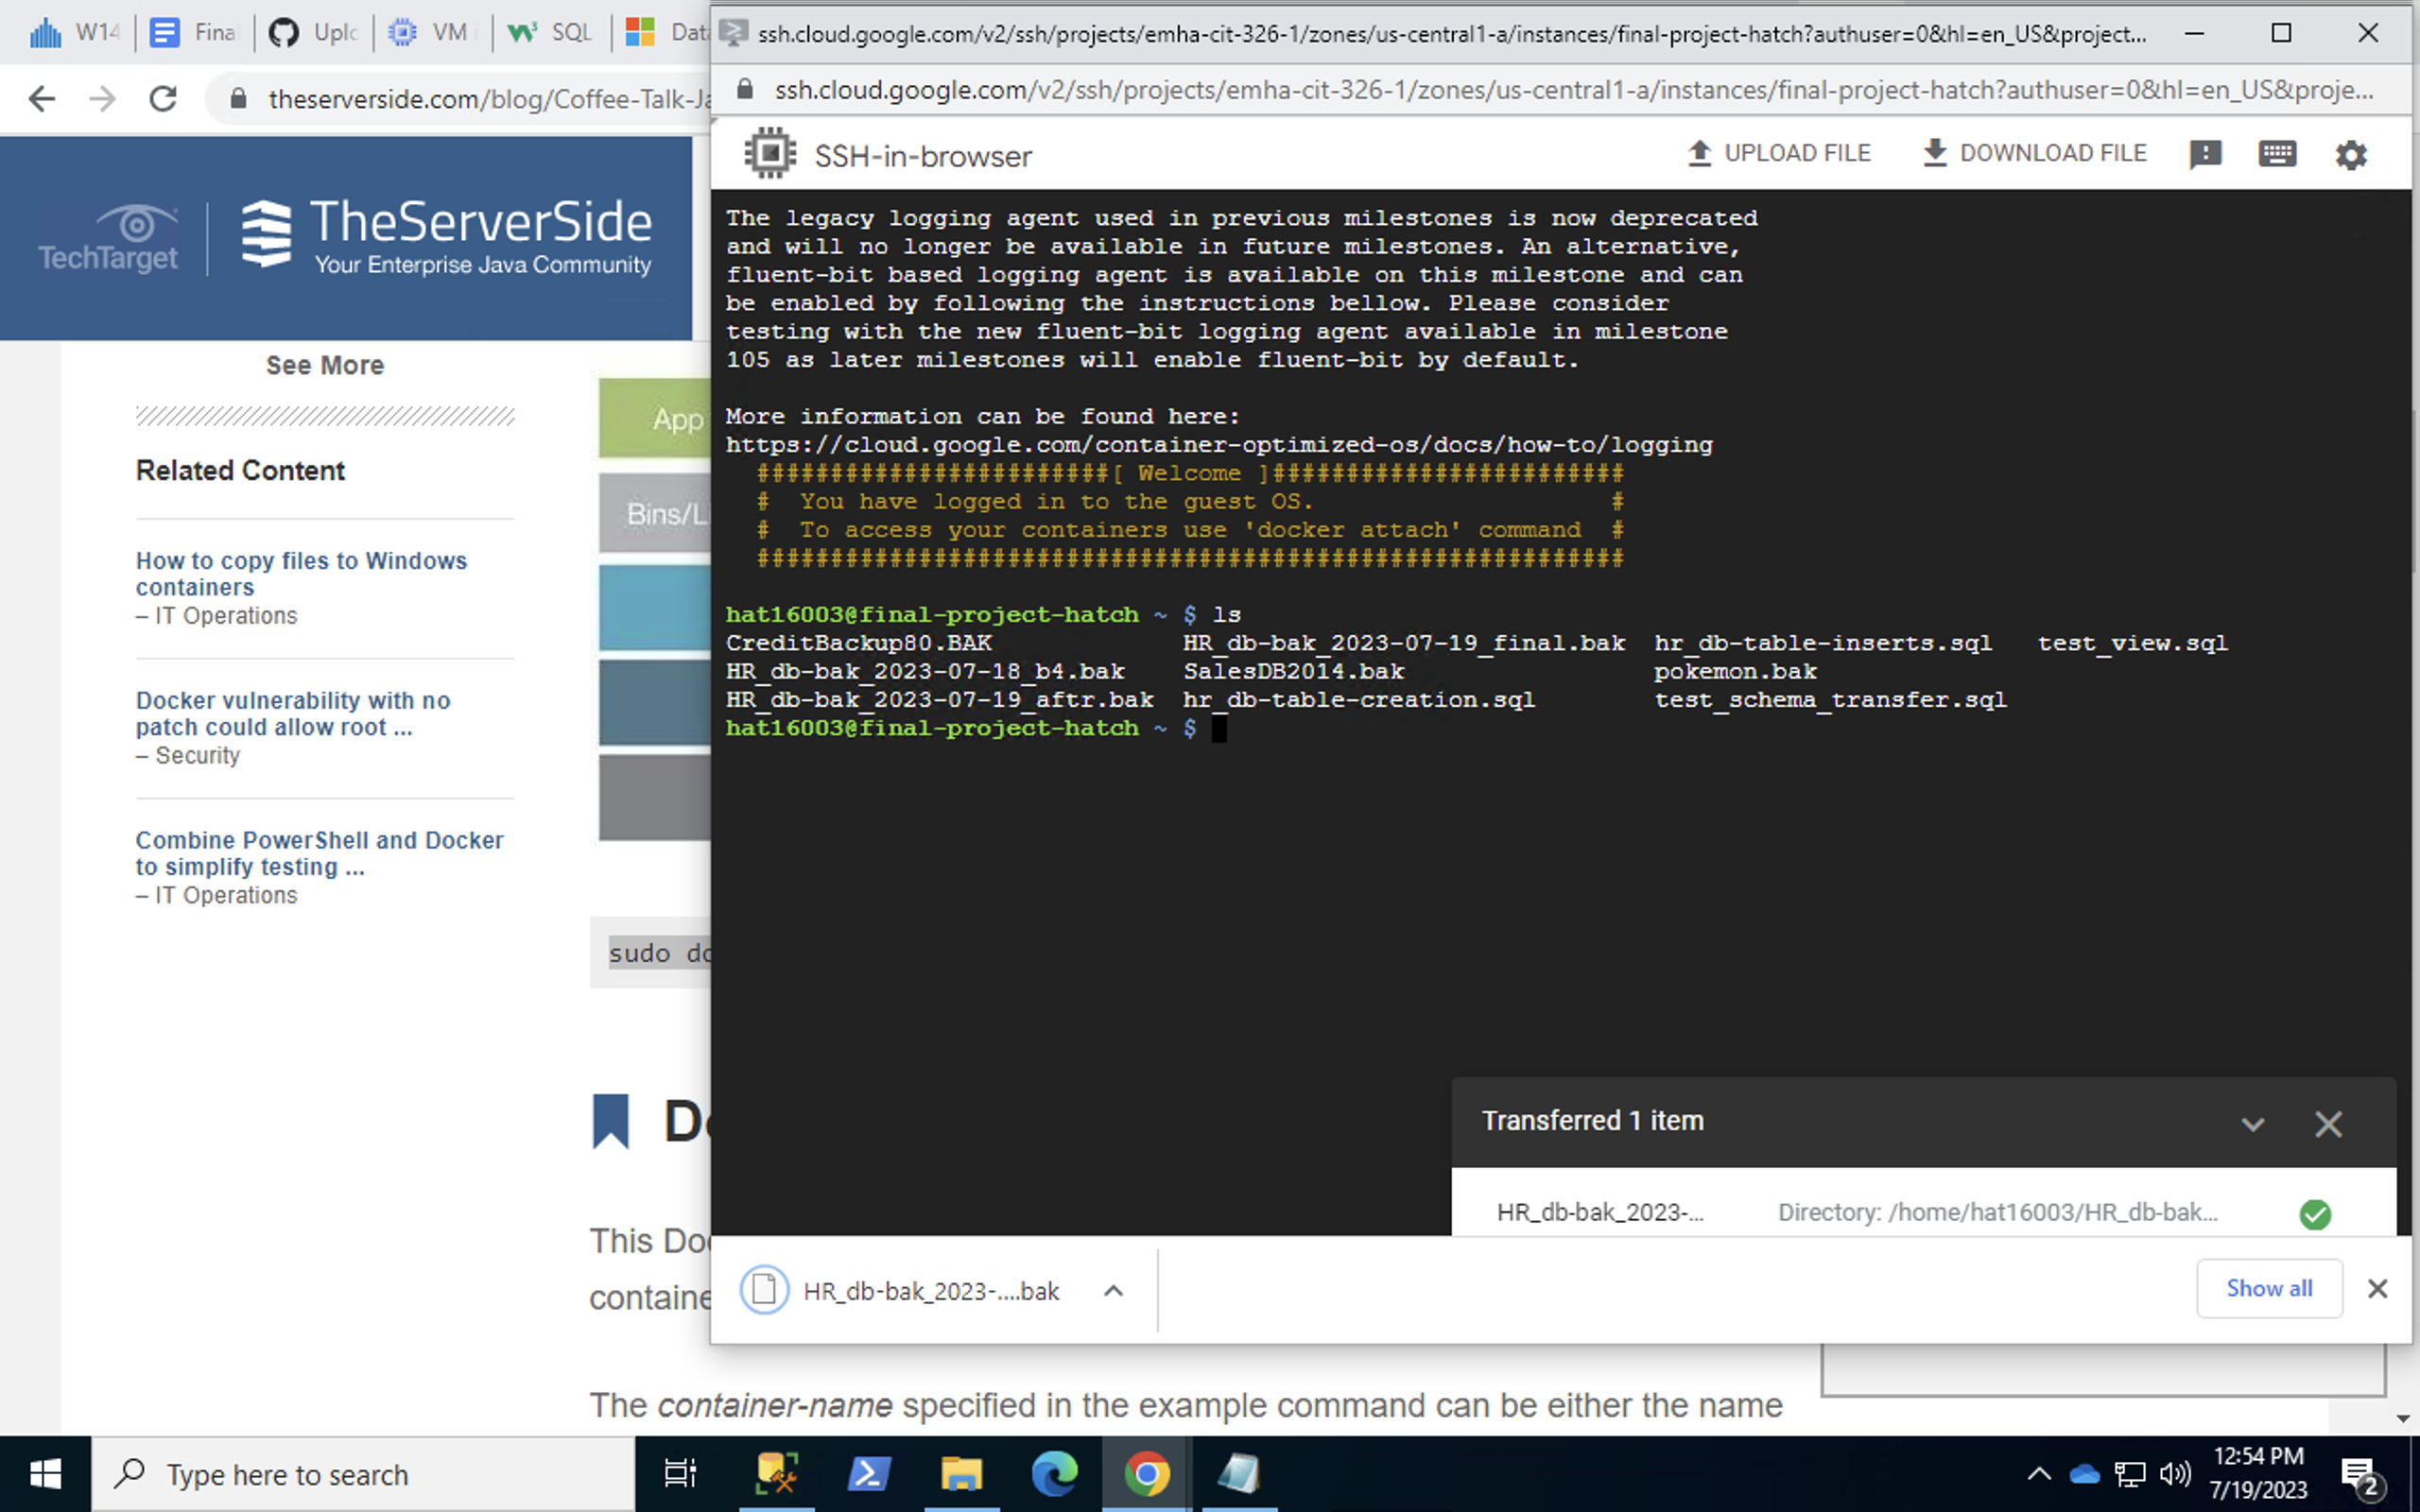 W14
Fina
Uplo
VM i
SQL
Data
theserverside.com/blog/Coffee-Talk-Ja
TechTarget
TheServerSide
Your Enterprise Java Community
See More
Related Content
How to copy files to Windows
containers
– IT Operations
Docker vulnerability with no
patch could allow root ...
– Security
Combine PowerShell and Docker
to simplify testing ...
– IT Operations
App
Bins/Li
sudo do
De
This Doc
containe
The container-name specified in the example command can be either the name
ssh.cloud.google.com/v2/ssh/projects/emha-cit-326-1/zones/us-central1-a/instances/final-project-hatch?authuser=0&hl=en_US&project...
ssh.cloud.google.com/v2/ssh/projects/emha-cit-326-1/zones/us-central1-a/instances/final-project-hatch?authuser=0&hl=en_US&proje...
SSH-in-browser
UPLOAD FILE
DOWNLOAD FILE
The legacy logging agent used in previous milestones is now deprecated
and will no longer be available in future milestones. An alternative,
fluent-bit based logging agent is available on this milestone and can
be enabled by following the instructions bellow. Please consider
testing with the new fluent-bit logging agent available in milestone
105 as later milestones will enable fluent-bit by default.
More information can be found here:
https://cloud.google.com/container-optimized-os/docs/how-to/logging
########################[ Welcome ]########################
#  You have logged in to the guest OS.                    #
#  To access your containers use 'docker attach' command  #
###########################################################
hat16003@final-project-hatch ~ $ ls
CreditBackup80.BAK             HR_db-bak_2023-07-19_final.bak  hr_db-table-inserts.sql   test_view.sql
HR_db-bak_2023-07-18_b4.bak    SalesDB2014.bak                 pokemon.bak
HR_db-bak_2023-07-19_aftr.bak  hr_db-table-creation.sql        test_schema_transfer.sql
hat16003@final-project-hatch ~ $
Transferred 1 item
HR_db-bak_2023-... Directory: /home/hat16003/HR_db-bak...
HR_db-bak_2023-....bak
Show all
Type here to search
12:54 PM
7/19/2023
2